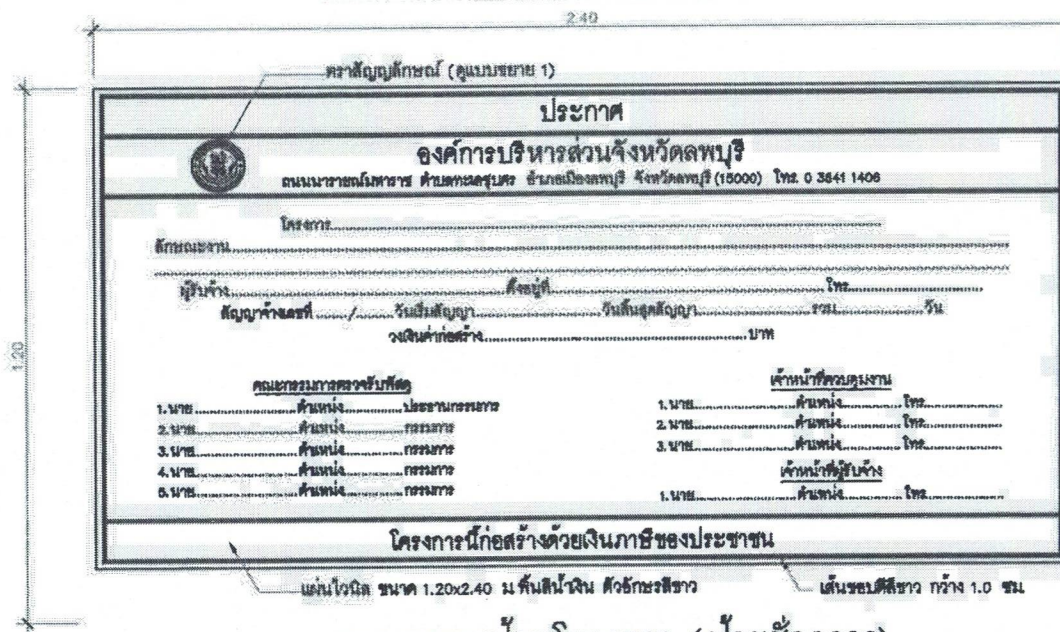 2.40
ตราสัญญลักษณ์ (ดูแบบขยาย 1)
ประกาศ
องค์การบริหารส่วนจังหวัดลพบุรี
ถนนนารายณ์มหาราช ตำบลทะเลชุบศร อำเภอเมืองลพบุรี จังหวัดลพบุรี (15000) โทร. 0 3641 1406
โครงการ
ลักษณะงาน
ผู้รับจ้าง ตั้งอยู่ที่ โทร
สัญญาจ้างเลขที่ ......../........ วันเริ่มสัญญา วันสิ้นสุดสัญญา รวม วัน
วงเงินค่าก่อสร้าง บาท
1.20
คณะกรรมการตรวจรับพัสดุ
1.นาย ตำแหน่ง ประธานกรรมการ
2.นาย ตำแหน่ง กรรมการ
3.นาย ตำแหน่ง กรรมการ
4.นาย ตำแหน่ง กรรมการ
5.นาย ตำแหน่ง กรรมการ
เจ้าหน้าที่ควบคุมงาน
1.นาย ตำแหน่ง โทร
2.นาย ตำแหน่ง โทร
3.นาย ตำแหน่ง โทร
เจ้าหน้าที่ผู้รับจ้าง
1.นาย ตำแหน่ง โทร
โครงการนี้ก่อสร้างด้วยเงินภาษีของประชาชน
แผ่นไวนิล ขนาด 1.20x2.40 ม. พื้นสีน้ำเงิน ตัวอักษรสีขาว
เส้นขอบสีขาว กว้าง 1.0 ซม.